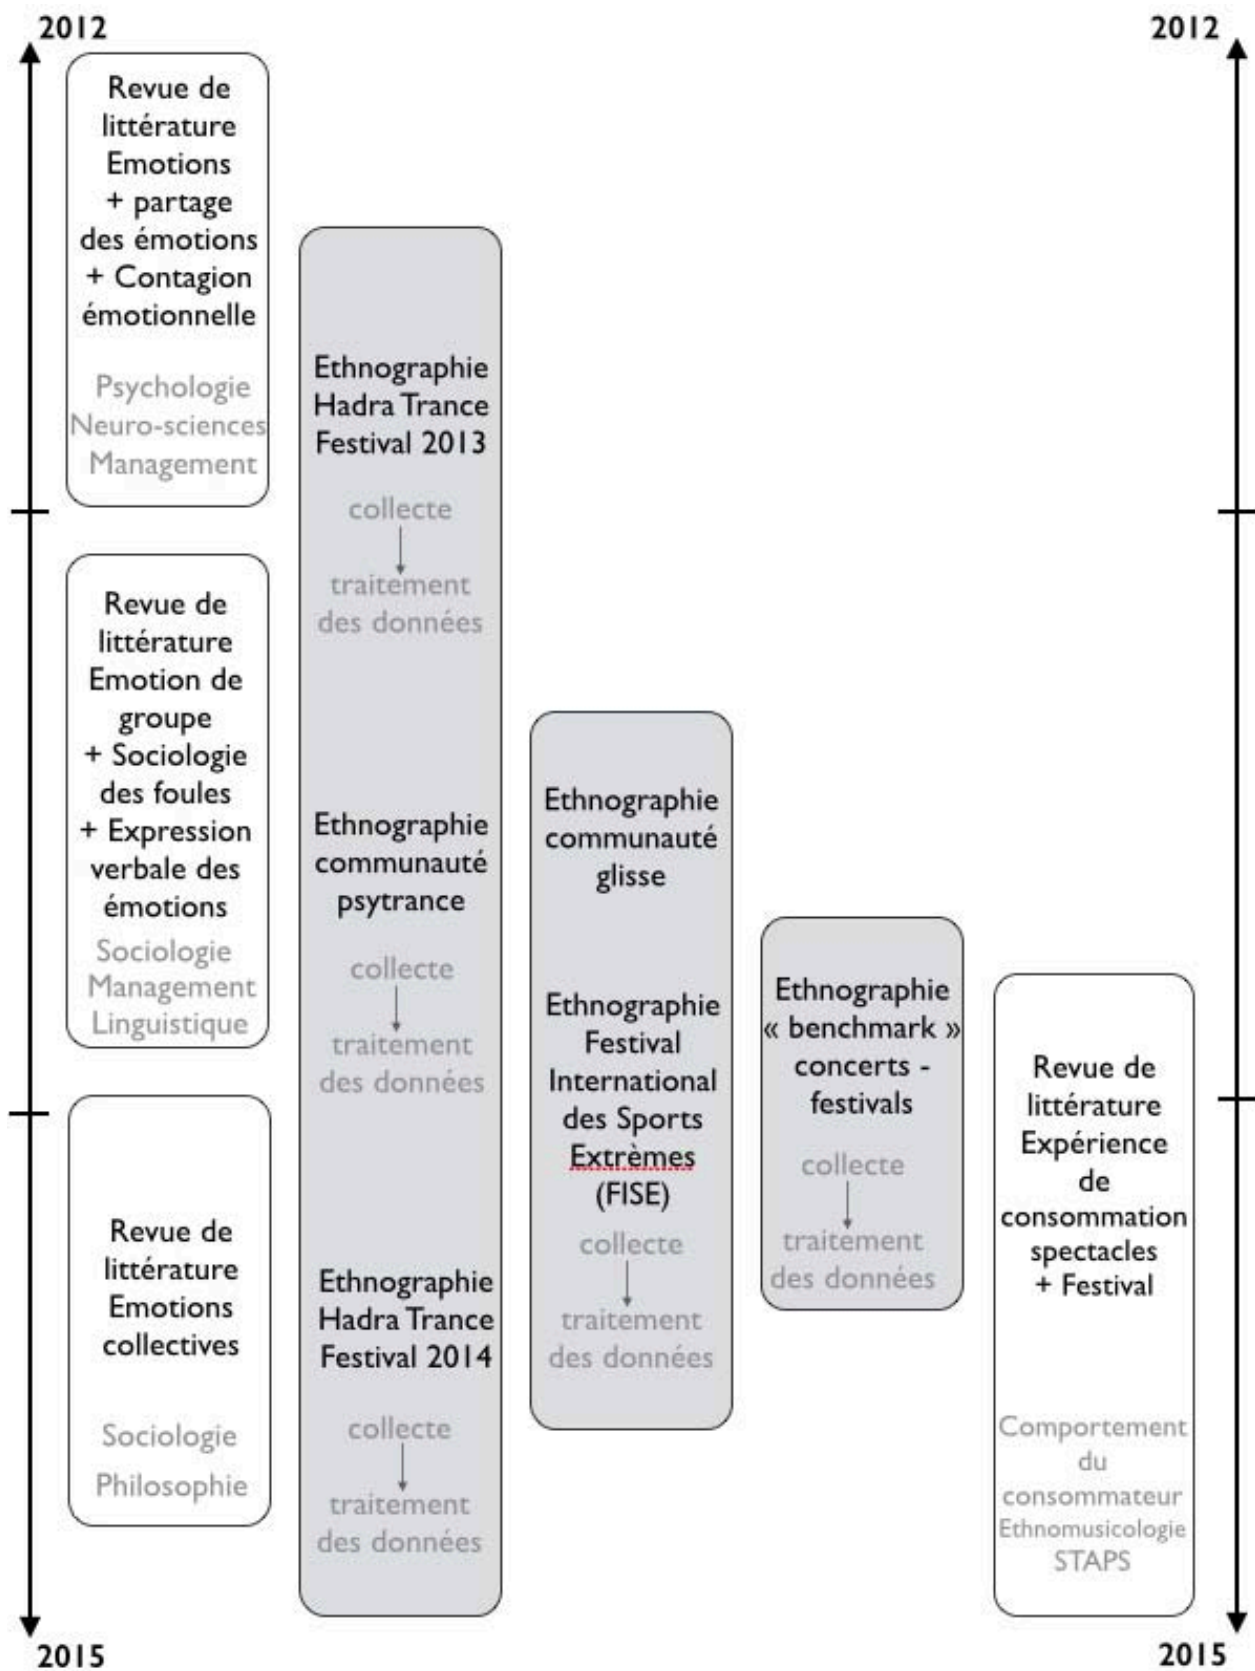 2012
2012
Revue de
littérature
Emotions
+ partage
des émotions
+ Contagion
émotionnelle
Psychologie
Neuro-sciences
Management
Revue de
littérature
Emotion de
groupe
+ Sociologie
des foules
+ Expression
verbale des
émotions
Sociologie
Management
Linguistique
Revue de
littérature
Emotions
collectives
Sociologie
Philosophie
Ethnographie
Hadra Trance
Festival 2013
collecte
traitement
des données
Ethnographie
communauté
psytrance
collecte
traitement
des données
Ethnographie
Hadra Trance
Festival 2014
collecte
traitement
des données
Ethnographie
communauté
glisse
Ethnographie
Festival
International
des Sports
Extrèmes
(FISE)
collecte
traitement
des données
Ethnographie
« benchmark »
concerts -
festivals
collecte
traitement
des données
Revue de
littérature
Expérience
de
consommation
spectacles
+ Festival
Comportement
du
consommateur
Ethnomusicologie
STAPS
2015
2015